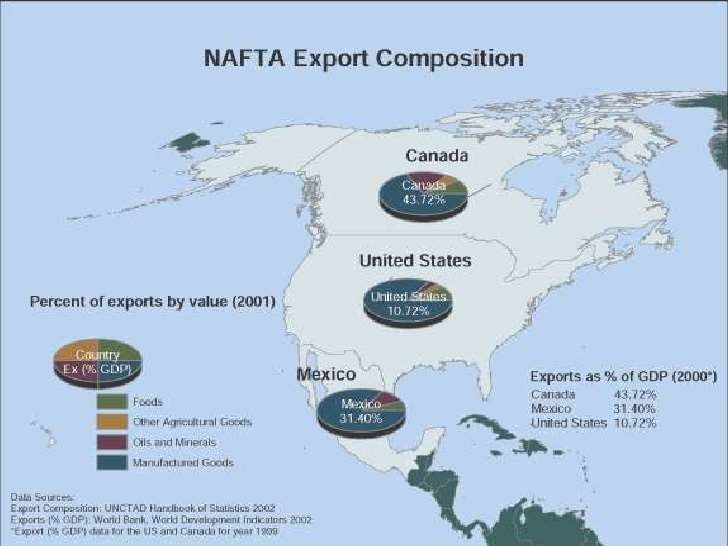 NAFTA Export Composition
Canada
Canada
43.72%
United States
United States
10.72%
Percent of exports by value (2001)
Country
Ex (% GDP)
Mexico
Mexico
31.40%
Foods
Other Agricultural Goods
Oils and Minerals
Manufactured Goods
Exports as % of GDP (2000*)
Canada 43.72%
Mexico 31.40%
United States 10.72%
Data Sources:
Export Composition: UNCTAD Handbook of Statistics 2002
Exports (% GDP): World Bank, World Development Indicators 2002
*Export (% GDP) data for the US and Canada for year 1999